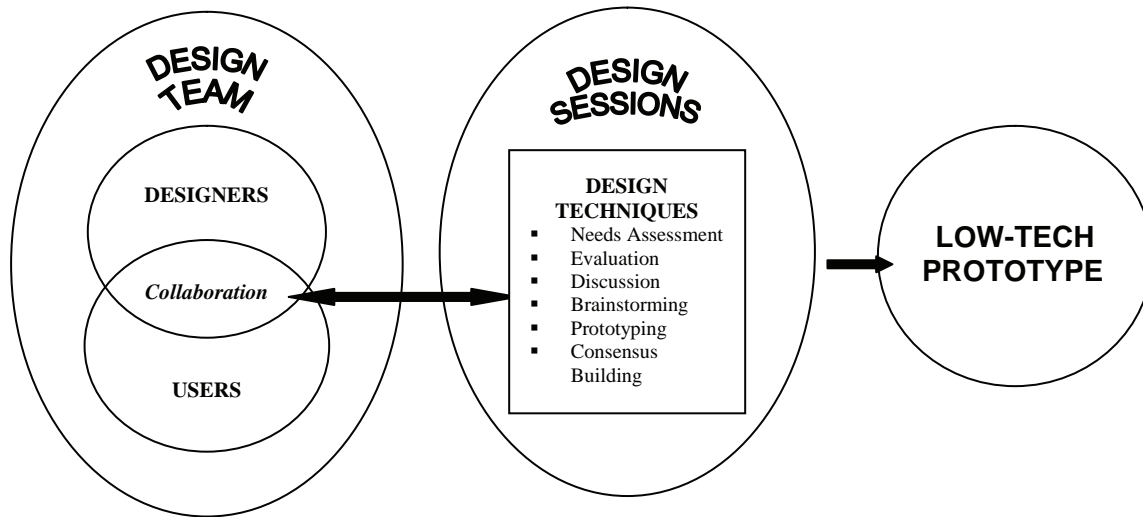 DESIGN
TEAM
DESIGNERS
Collaboration
USERS
DESIGN
SESSIONS
DESIGN
TECHNIQUES
▪ Needs Assessment
▪ Evaluation
▪ Discussion
▪ Brainstorming
▪ Prototyping
▪ Consensus
Building
LOW-TECH
PROTOTYPE